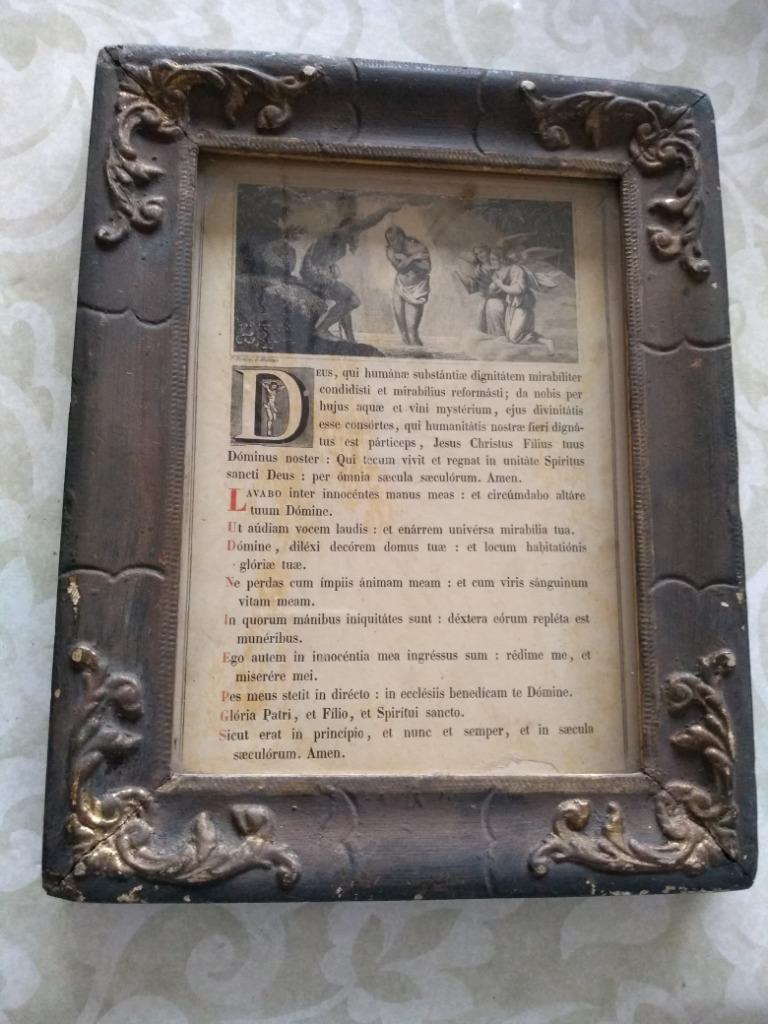 DEUS, qui humánæ substántiæ dignitátem mirabíliter
condidísti et mirabílius reformásti; da nobis per
hujus aquæ et vini mystérium, ejus divinitátis
esse consórtes, qui humanitátis nostræ fíeri digná-
tus est párticeps, Jesus Christus Fílius tuus
Dóminus noster : Qui tecum vivit et regnat in unitáte Spíritus
sancti Deus : per ómnia sæcula sæculórum. Amen.
LAVABO inter innocéntes manus meas : et circúmdabo altáre
tuum Dómine.
Ut aúdiam vocem laudis : et enárrem univérsa mirabília tua.
Dómine, diléxi decórem domus tuæ : et locum habitatiónis
glóriæ tuæ.
Ne perdas cum ímpiis ánimam meam : et cum viris sánguinum
vitam meam.
In quorum mánibus iniquitátes sunt : déxtera eórum repléta est
munéribus.
Ego autem in innocéntia mea ingréssus sum : rédime me, et
miserére mei.
Pes meus stetit in dirécto : in ecclésiis benedícam te Dómine.
Glória Patri, et Fílio, et Spirítui sancto.
Sicut erat in princípio, et nunc et semper, et in sæcula
sæculórum. Amen.